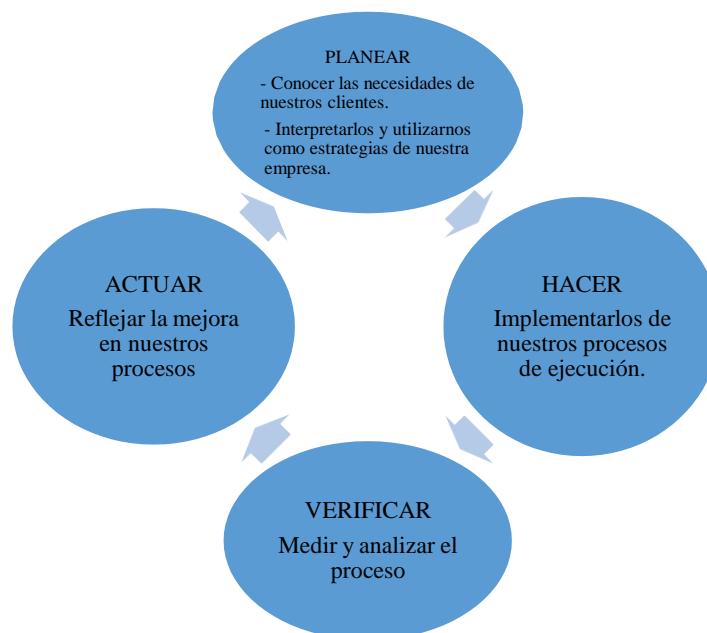 PLANEAR
- Conocer las necesidades de
nuestros clientes.
- Interpretarlos y utilizarnos
como estrategias de nuestra
empresa.
HACER
Implementarlos de
nuestros procesos
de ejecución.
VERIFICAR
Medir y analizar el
proceso
ACTUAR
Reflejar la mejora
en nuestros
procesos